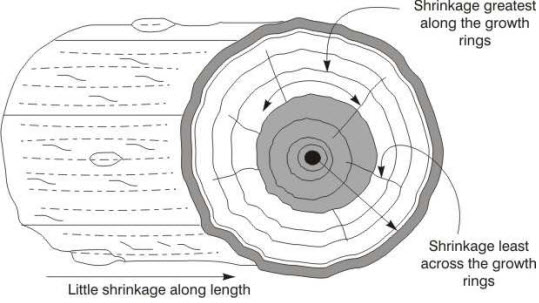 Shrinkage greatest
along the growth
rings
Shrinkage least
across the growth
rings
Little shrinkage along length